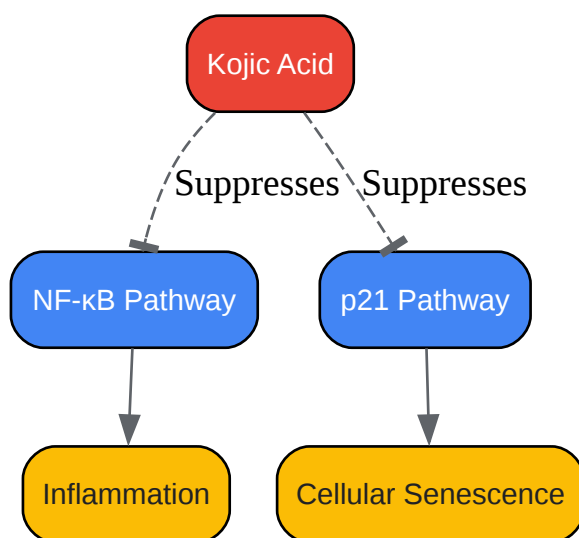 Kojic Acid
Suppresses Suppresses
NF-κB Pathway
p21 Pathway
Inflammation
Cellular Senescence